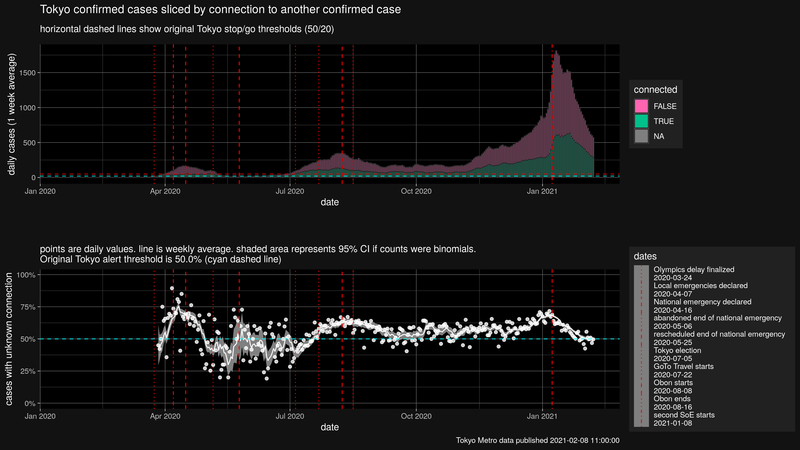 Tokyo confirmed cases sliced by connection to another confirmed case
horizontal dashed lines show original Tokyo stop/go thresholds (50/20)
daily cases (1 week average)
1500
1000
500
0
Jan 2020
Apr 2020
Jul 2020
Oct 2020
Jan 2021
date
connected
FALSE
TRUE
NA
points are daily values. line is weekly average. shaded area represents 95% CI if counts were binomials.
Original Tokyo alert threshold is 50.0% (cyan dashed line)
cases with unknown connection
100%
75%
50%
25%
0%
Jan 2020
Apr 2020
Jul 2020
Oct 2020
Jan 2021
date
dates
Olympics delay finalized
2020-03-24
Local emergencies declared
2020-04-07
National emergency declared
2020-04-16
abandoned end of national emergency
2020-05-06
rescheduled end of national emergency
2020-05-25
Tokyo election
2020-07-05
GoTo Travel starts
2020-07-22
Obon starts
2020-08-08
Obon ends
2020-08-16
second SoE starts
2021-01-08
Tokyo Metro data published 2021-02-08 11:00:00